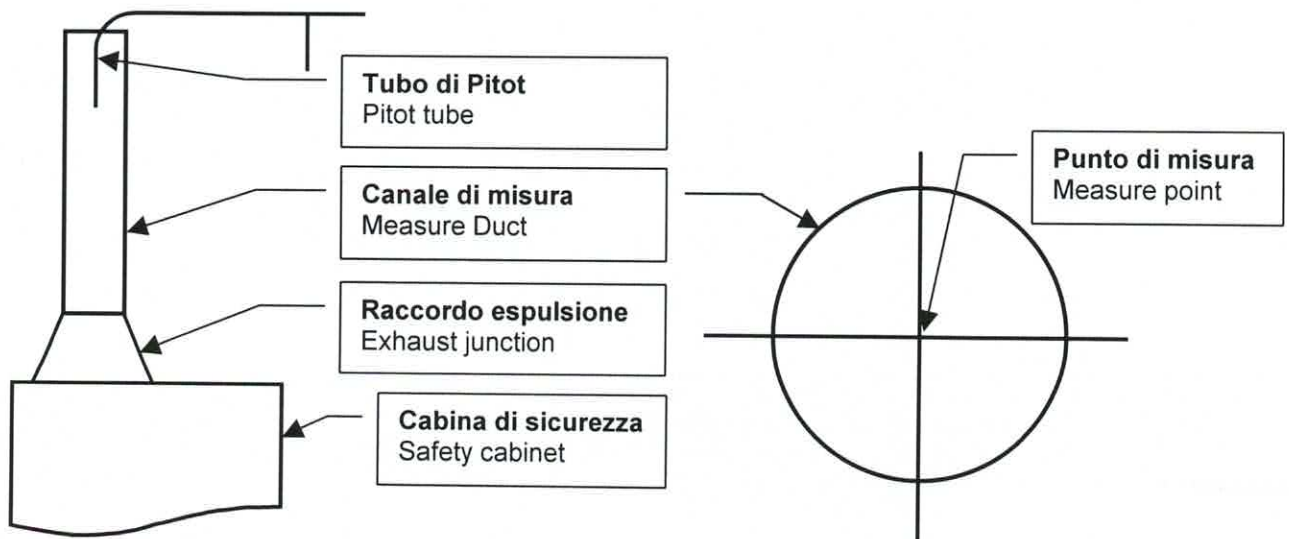 Tubo di Pitot
Pitot tube
Canale di misura
Measure Duct
Raccordo espulsione
Exhaust junction
Cabina di sicurezza
Safety cabinet
Punto di misura
Measure point